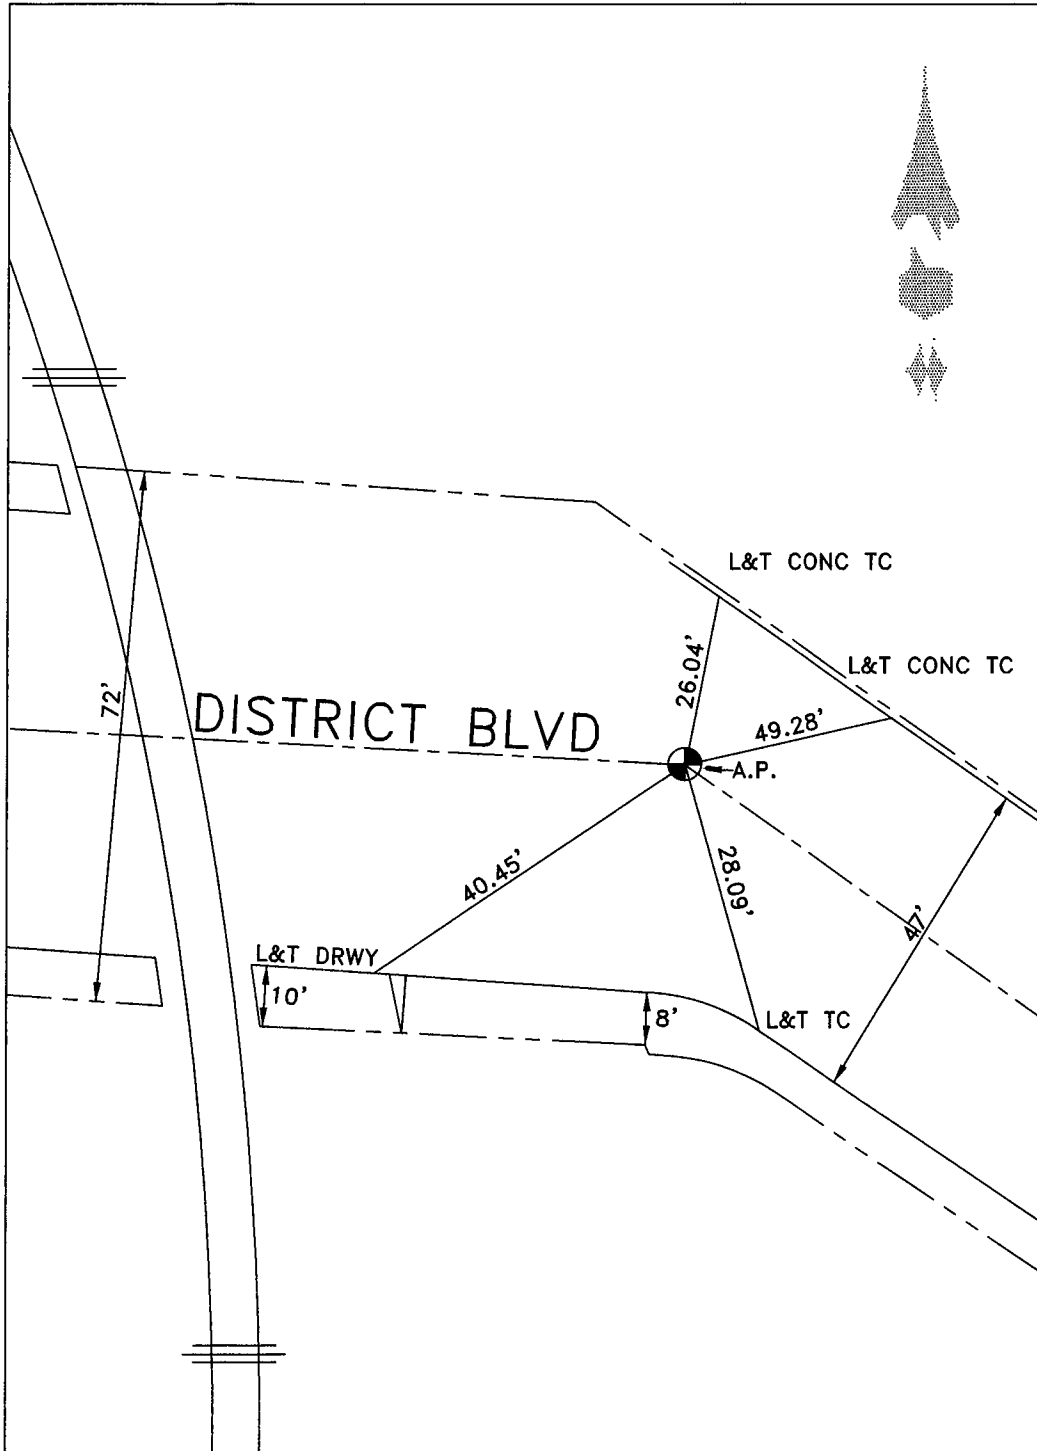 L&T CONC TC
L&T CONC TC
26.04'
72'
DISTRICT BLVD
49.28'
A.P.
40.45'
28.09'
47'
L&T DRWY
10'
8'
L&T TC